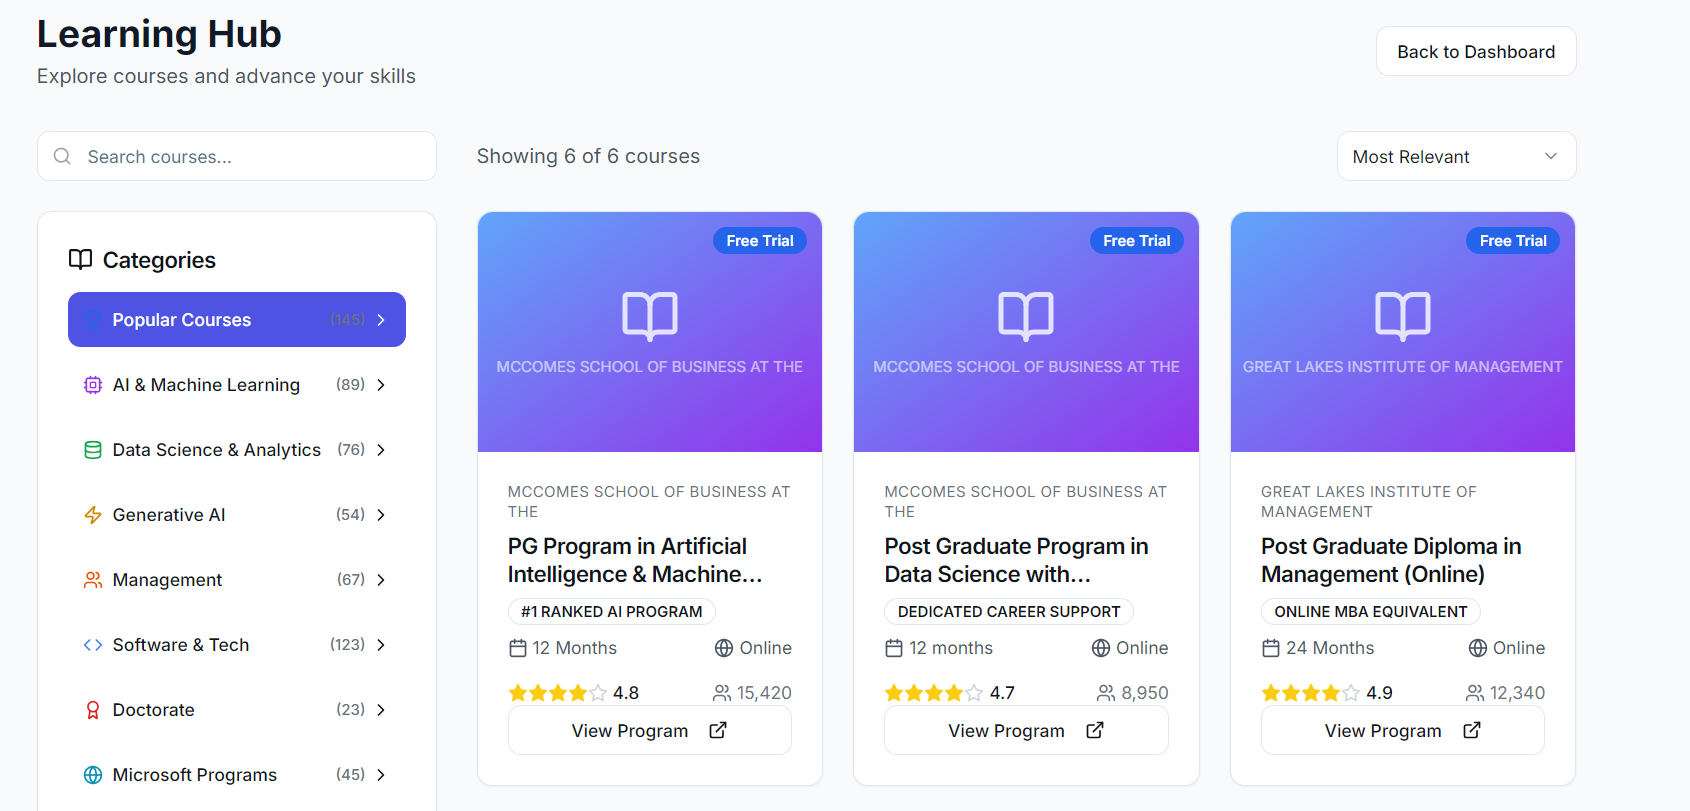 Learning Hub
Explore courses and advance your skills
Back to Dashboard
Search courses...
Showing 6 of 6 courses
Most Relevant
Categories
Popular Courses (145)
AI & Machine Learning (89)
Data Science & Analytics (76)
Generative AI (54)
Management (67)
Software & Tech (123)
Doctorate (23)
Microsoft Programs (45)
Free Trial
MCCOMES SCHOOL OF BUSINESS AT THE
MCCOMES SCHOOL OF BUSINESS AT
THE
PG Program in Artificial
Intelligence & Machine...
#1 RANKED AI PROGRAM
12 Months Online
4.8 15,420
View Program
Free Trial
MCCOMES SCHOOL OF BUSINESS AT THE
MCCOMES SCHOOL OF BUSINESS AT
THE
Post Graduate Program in
Data Science with...
DEDICATED CAREER SUPPORT
12 months Online
4.7 8,950
View Program
Free Trial
GREAT LAKES INSTITUTE OF MANAGEMENT
GREAT LAKES INSTITUTE OF
MANAGEMENT
Post Graduate Diploma in
Management (Online)
ONLINE MBA EQUIVALENT
24 Months Online
4.9 12,340
View Program